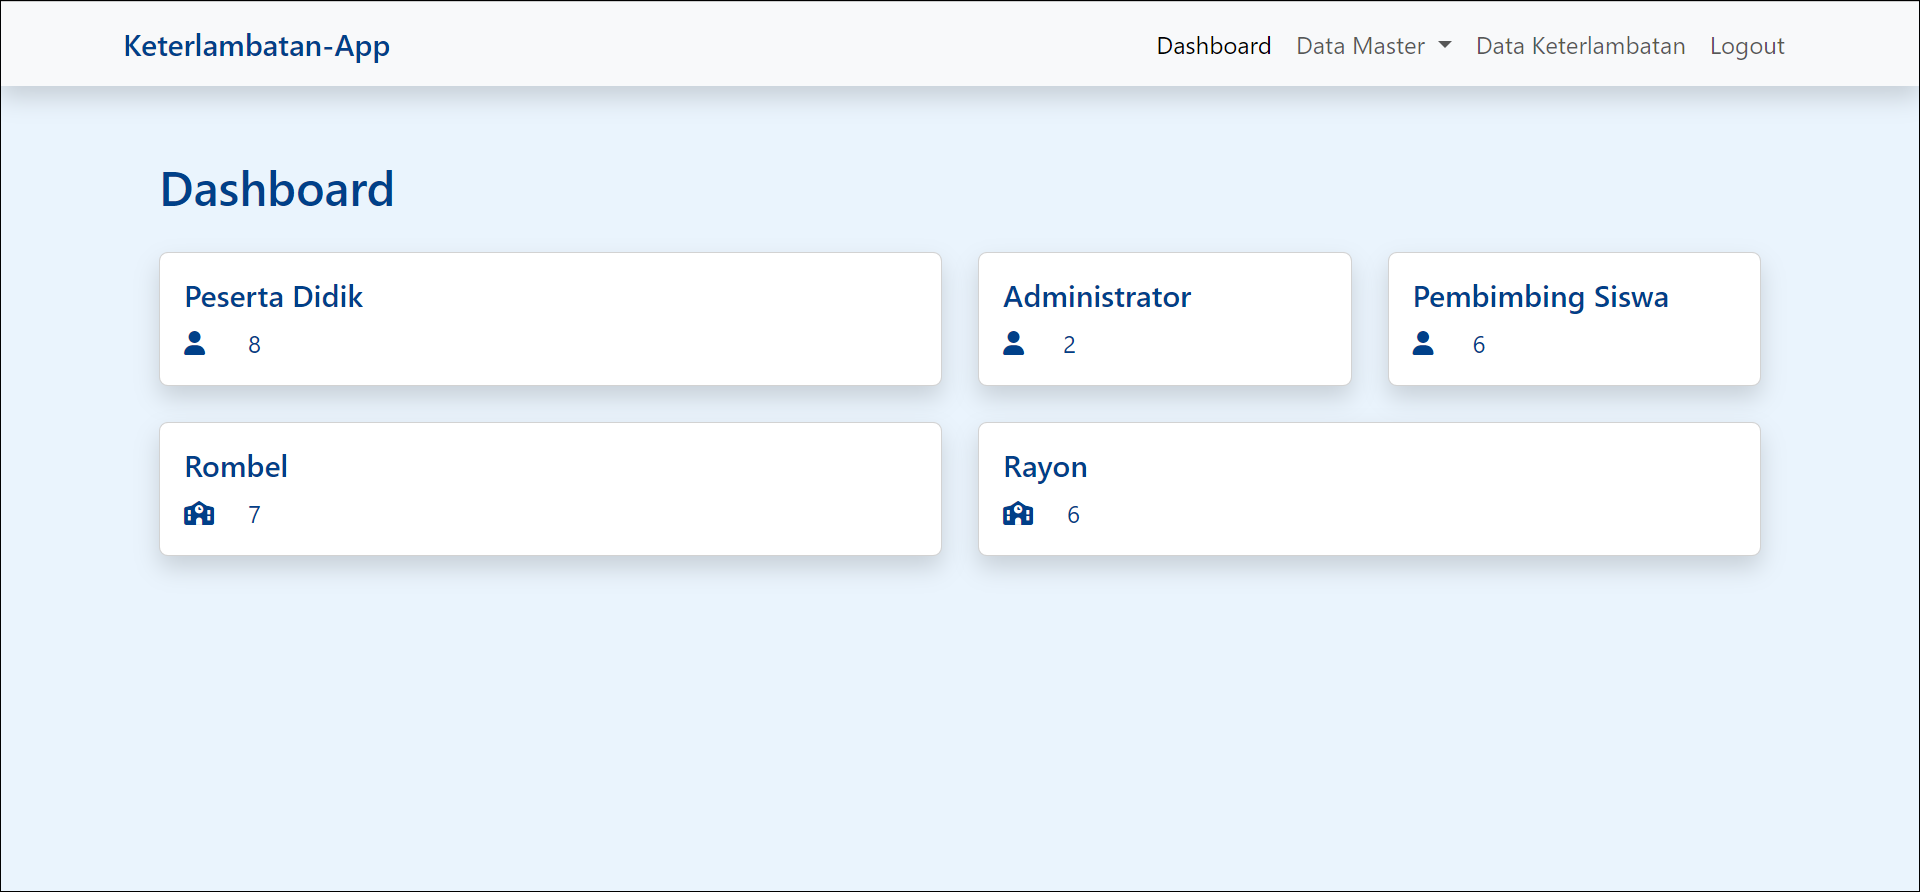 Keterlambatan-App
Dashboard
Data Master
Data Keterlambatan
Logout
Dashboard
Peserta Didik
8
Administrator
2
Pembimbing Siswa
6
Rombel
7
Rayon
6